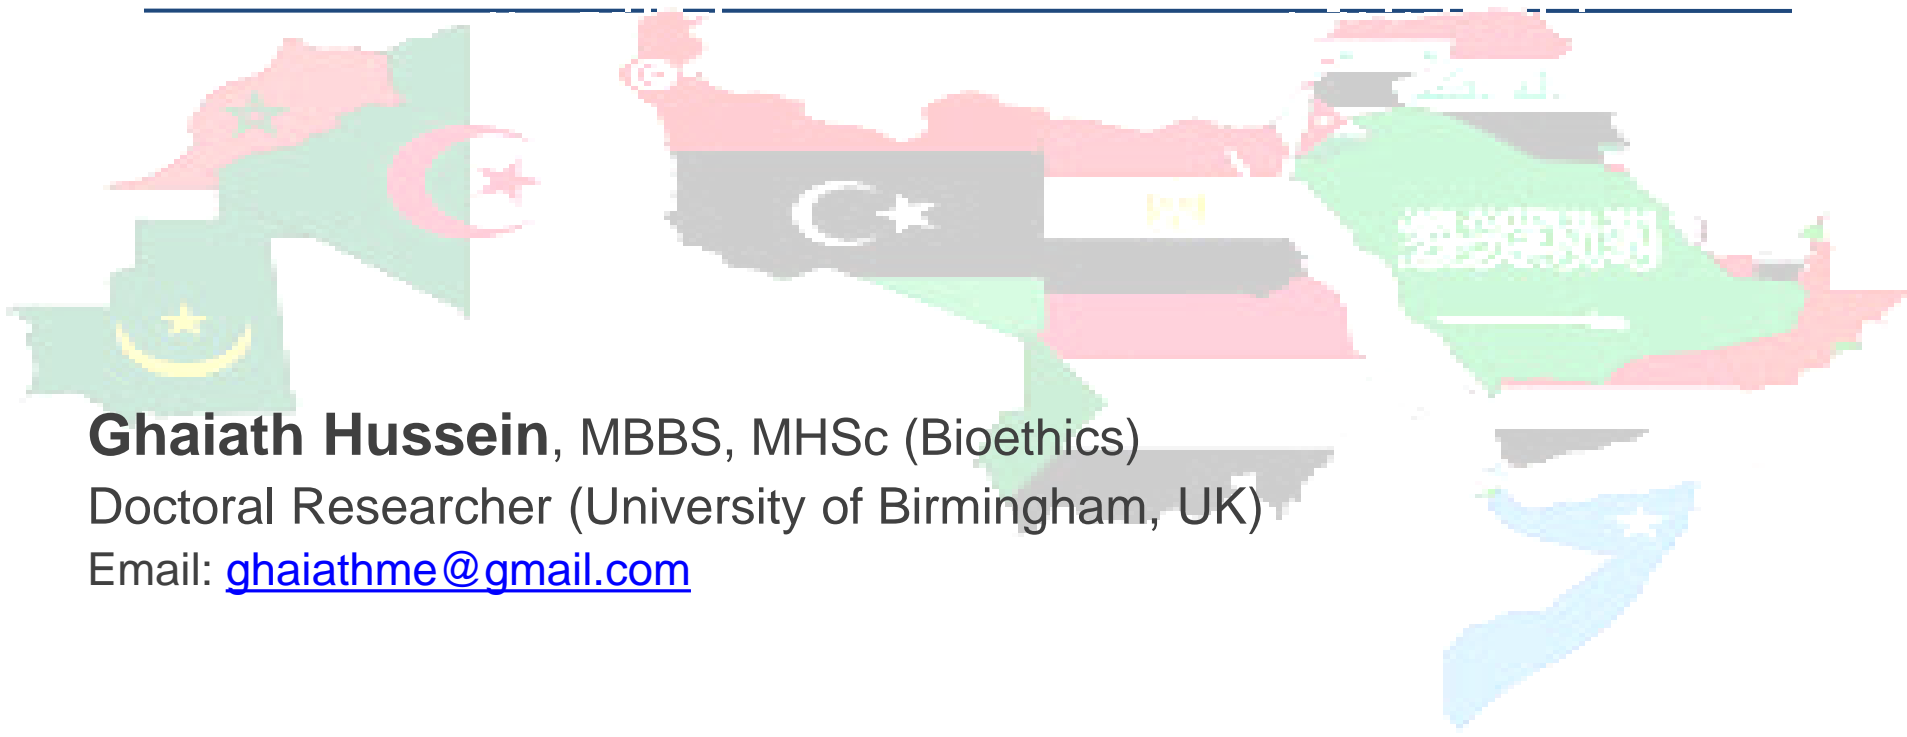 Ghaiath Hussein, MBBS, MHSc (Bioethics)
Doctoral Researcher (University of Birmingham, UK)
Email: ghaiathme@gmail.com